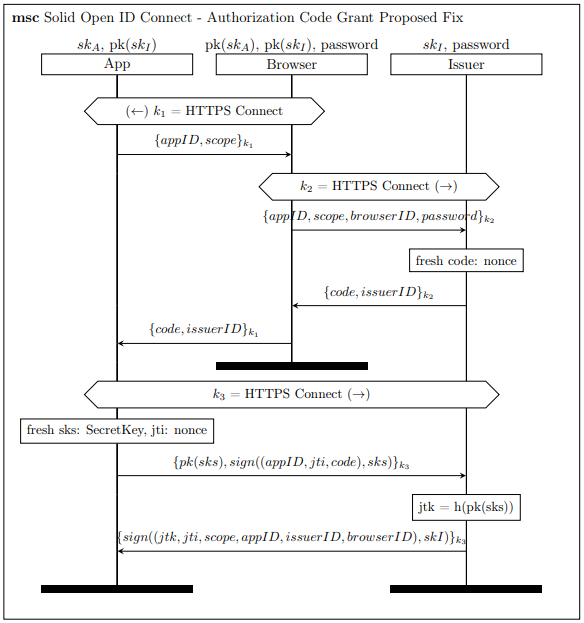 msc Solid Open ID Connect - Authorization Code Grant Proposed Fix
sk_A, pk(sk_I)
pk(sk_A), pk(sk_I), password
sk_I, password
App
Browser
Issuer
(←) k_1 = HTTPS Connect
{appID, scope}_{k_1}
k_2 = HTTPS Connect (→)
{appID, scope, browserID, password}_{k_2}
fresh code: nonce
{code, issuerID}_{k_2}
{code, issuerID}_{k_1}
k_3 = HTTPS Connect (→)
fresh sks: SecretKey, jti: nonce
{pk(sks), sign((appID, jti, code), sks)}_{k_3}
jtk = h(pk(sks))
{sign((jtk, jti, scope, appID, issuerID, browserID), skI)}_{k_3}